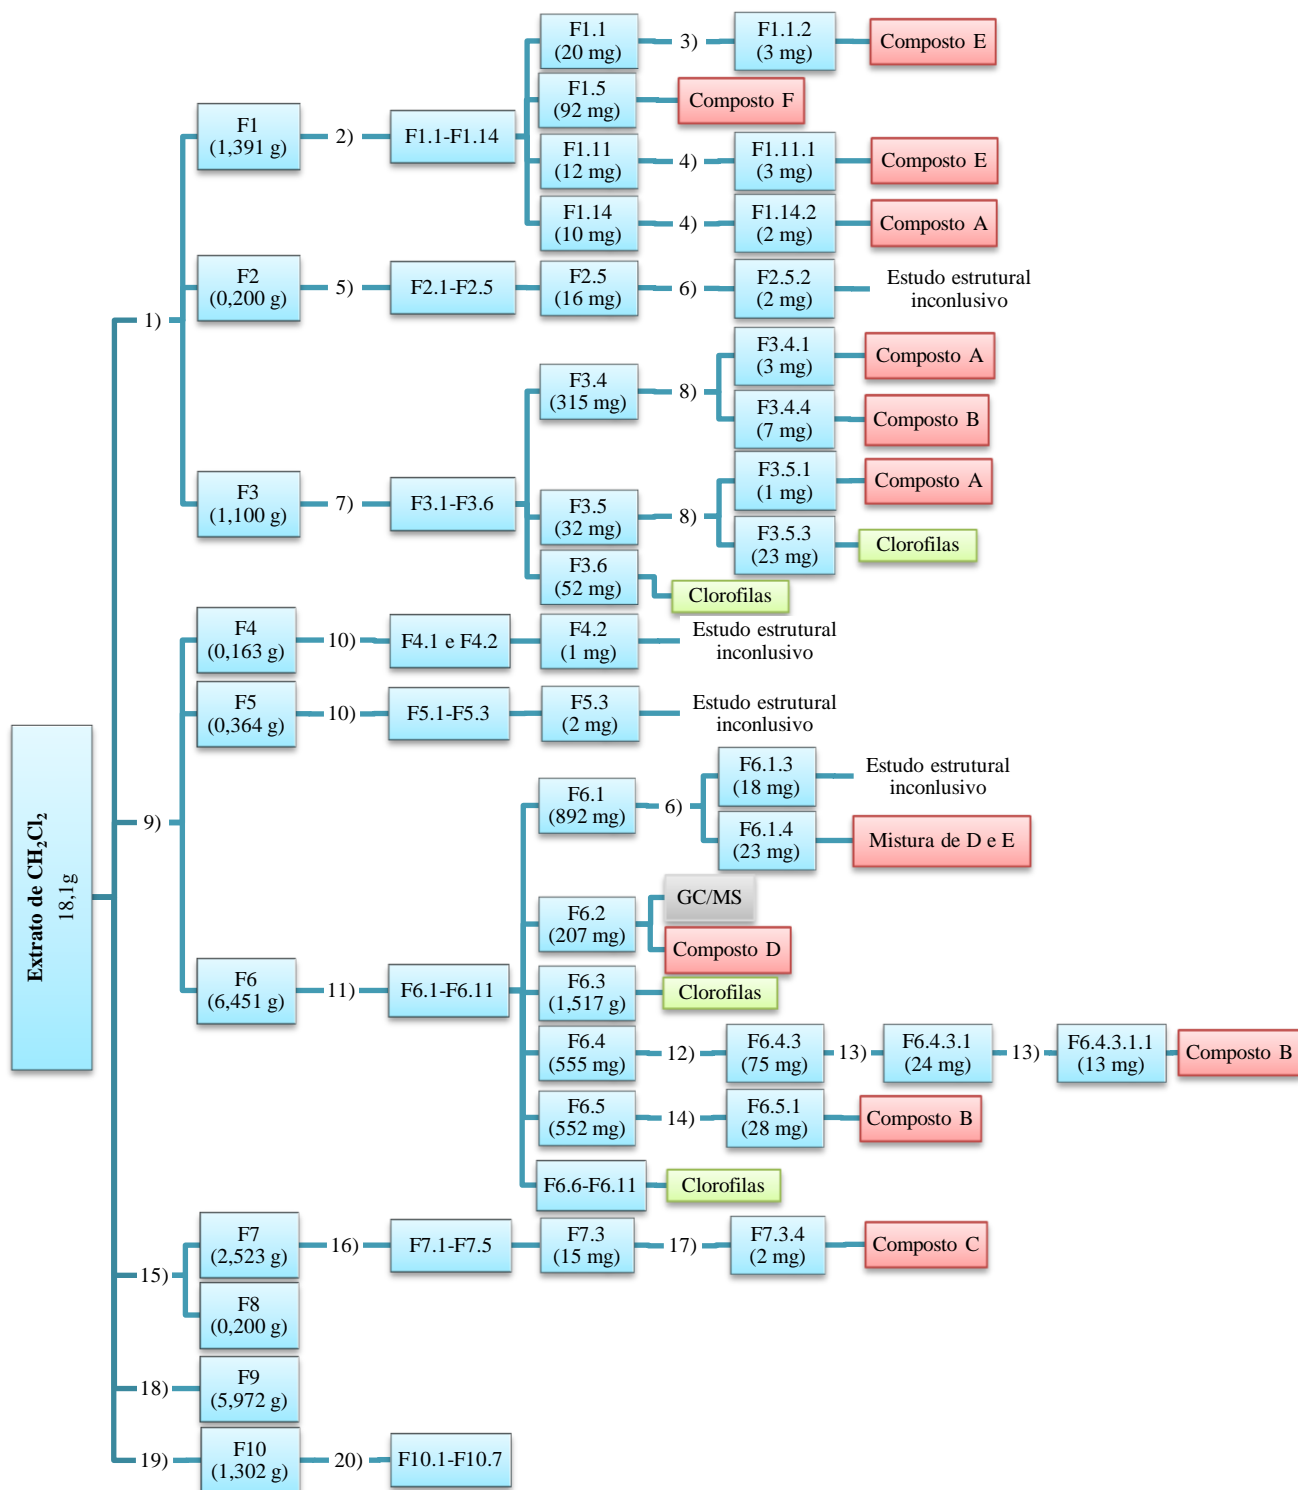 Extrato de CH2Cl2
18,1g
1)
F1
(1,391 g)
2)
F1.1-F1.14
F1.1
(20 mg)
3)
F1.1.2
(3 mg)
Composto E
F1.5
(92 mg)
Composto F
F1.11
(12 mg)
4)
F1.11.1
(3 mg)
Composto E
F1.14
(10 mg)
4)
F1.14.2
(2 mg)
Composto A
F2
(0,200 g)
5)
F2.1-F2.5
F2.5
(16 mg)
6)
F2.5.2
(2 mg)
Estudo estrutural
inconlusivo
F3
(1,100 g)
7)
F3.1-F3.6
F3.4
(315 mg)
8)
F3.4.1
(3 mg)
Composto A
F3.4.4
(7 mg)
Composto B
F3.5
(32 mg)
8)
F3.5.1
(1 mg)
Composto A
F3.5.3
(23 mg)
Clorofilas
F3.6
(52 mg)
Clorofilas
9)
F4
(0,163 g)
10)
F4.1 e F4.2
F4.2
(1 mg)
Estudo estrutural
inconlusivo
F5
(0,364 g)
10)
F5.1-F5.3
F5.3
(2 mg)
Estudo estrutural
inconlusivo
F6
(6,451 g)
11)
F6.1-F6.11
F6.1
(892 mg)
6)
F6.1.3
(18 mg)
Estudo estrutural
inconlusivo
F6.1.4
(23 mg)
Mistura de D e E
F6.2
(207 mg)
GC/MS
Composto D
F6.3
(1,517 g)
Clorofilas
F6.4
(555 mg)
12)
F6.4.3
(75 mg)
13)
F6.4.3.1
(24 mg)
13)
F6.4.3.1.1
(13 mg)
Composto B
F6.5
(552 mg)
14)
F6.5.1
(28 mg)
Composto B
F6.6-F6.11
Clorofilas
15)
F7
(2,523 g)
16)
F7.1-F7.5
F7.3
(15 mg)
17)
F7.3.4
(2 mg)
Composto C
F8
(0,200 g)
18)
F9
(5,972 g)
19)
F10
(1,302 g)
20)
F10.1-F10.7